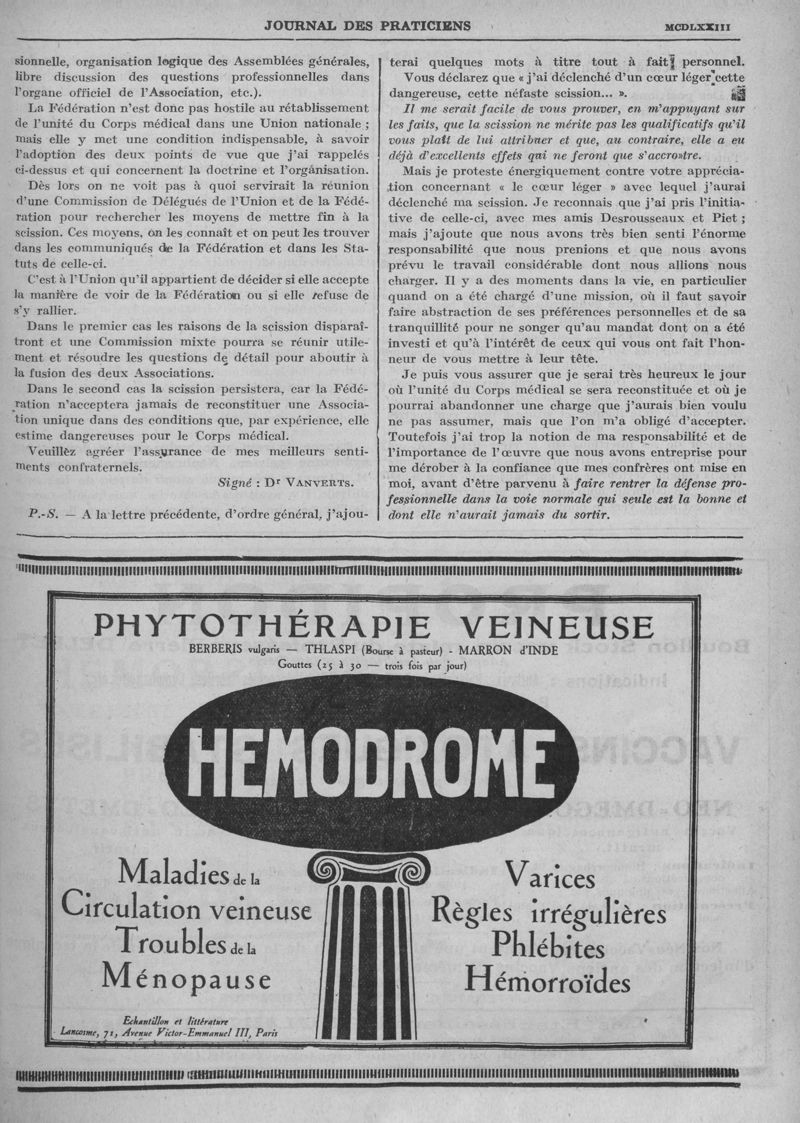 JOURNAL DES PRATICIENS
MCDLXXIII
sionnelle, organisation logique des Assemblées générales,
libre discussion des questions professionnelles dans
l'organe officiel de l'Association, etc.).
La Fédération n'est donc pas hostile au rétablissement
de l'unité du Corps médical dans une Union nationale ;
mais elle y met une condition indispensable, à savoir
l'adoption des deux points de vue que j'ai rappelés
ci-dessus et qui concernent la doctrine et l'organisation.
Dès lors on ne voit pas à quoi servirait la réunion
d'une Commission de Délégués de l'Union et de la Fédé-
ration pour rechercher les moyens de mettre fin à la
scission. Ces moyens, on les connaît et on peut les trouver
dans les communiqués de la Fédération et dans les Sta-
tuts de celle-ci.
C'est à l'Union qu'il appartient de décider si elle accepte
la manière de voir de la Fédération ou si elle refuse de
s'y rallier.
Dans le premier cas les raisons de la scission disparaî-
tront et une Commission mixte pourra se réunir utile-
ment et résoudre les questions de détail pour aboutir à
la fusion des deux Associations.
Dans le second cas la scission persistera, car la Fédé-
ration n'acceptera jamais de reconstituer une Associa-
tion unique dans des conditions que, par expérience, elle
estime dangereuses pour le Corps médical.
Veuillez agréer l'assurance de mes meilleurs senti-
ments confraternels.
Signé : Dr VANVERTS.
P.-S. — A la lettre précédente, d'ordre général, j'ajou-
terai quelques mots à titre tout à fait personnel.
Vous déclarez que « j'ai déclenché d'un cœur léger cette
dangereuse, cette néfaste scission... ».
Il me serait facile de vous prouver, en m'appuyant sur
les faits, que la scission ne mérite pas les qualificatifs qu'il
vous plaît de lui attribuer et que, au contraire, elle a eu
déjà d'excellents effets qui ne feront que s'accroître.
Mais je proteste énergiquement contre votre apprécia-
tion concernant « le cœur léger » avec lequel j'aurai
déclenché ma scission. Je reconnais que j'ai pris l'initia-
tive de celle-ci, avec mes amis Desrousseaux et Piet ;
mais j'ajoute que nous avons très bien senti l'énorme
responsabilité que nous prenions et que nous avons
prévu le travail considérable dont nous allions nous
charger. Il y a des moments dans la vie, en particulier
quand on a été chargé d'une mission, où il faut savoir
faire abstraction de ses préférences personnelles et de sa
tranquillité pour ne songer qu'au mandat dont on a été
investi et qu'à l'intérêt de ceux qui vous ont fait l'hon-
neur de vous mettre à leur tête.
Je puis vous assurer que je serai très heureux le jour
où l'unité du Corps médical se sera reconstituée et où je
pourrai abandonner une charge que j'aurais bien voulu
ne pas assumer, mais que l'on m'a obligé d'accepter.
Toutefois j'ai trop la notion de ma responsabilité et de
l'importance de l'œuvre que nous avons entreprise pour
me dérober à la confiance que mes confrères ont mise en
moi, avant d'être parvenu à faire rentrer la défense pro-
fessionnelle dans la voie normale qui seule est la bonne et
dont elle n'aurait jamais du sortir.
PHYTOTHÉRAPIE VEINEUSE
BERBERIS vulgaris — THLASPI (Bourse à pasteur) - MARRON d'INDE
Gouttes (25 à 30 — trois fois par jour)
HEMODROME
Maladies de la
Circulation veineuse
Troubles de la
Ménopause
Varices
Règles irrégulières
Phlébites
Hémorroïdes
Echantillon et littérature
Lancosme, 71, Avenue Victor-Emmanuel III, Paris